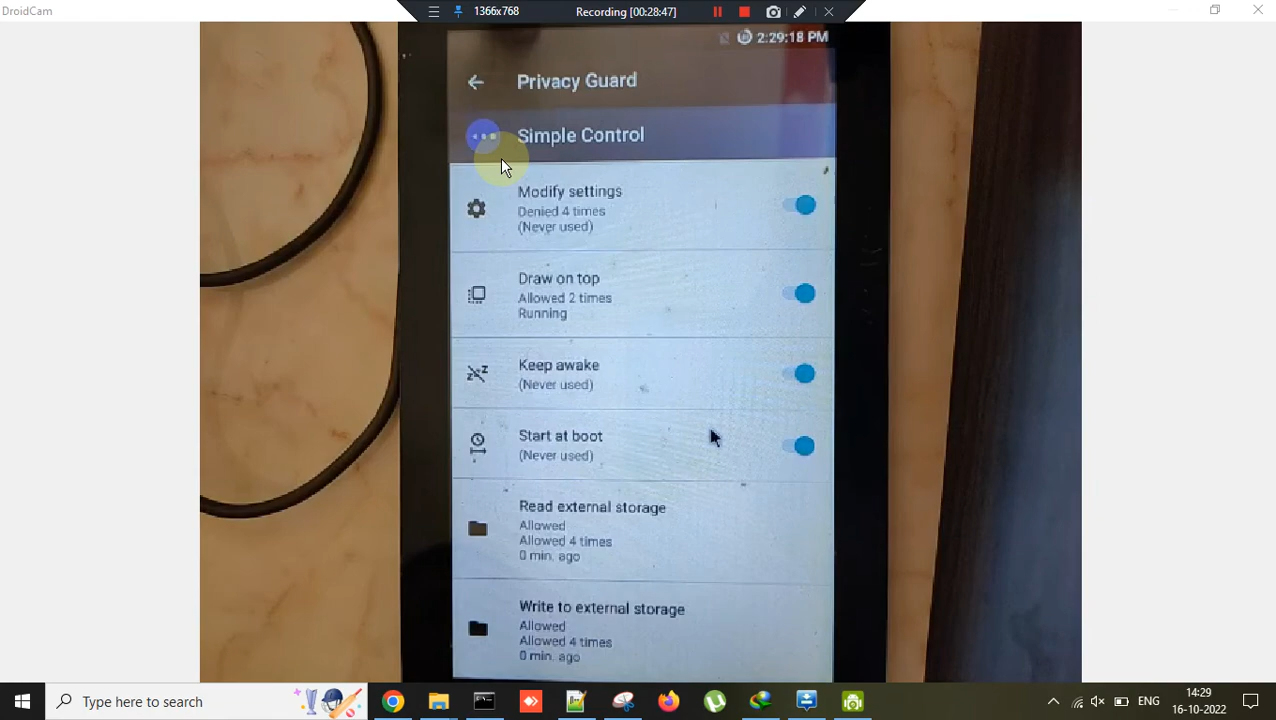 DroidCam
1366x768
Recording [00:28:47]
2:29:18 PM
Privacy Guard
Simple Control
Modify settings
Denied 4 times
(Never used)
Draw on top
Allowed 2 times
Running
Keep awake
(Never used)
Start at boot
(Never used)
Read external storage
Allowed
Allowed 4 times
0 min. ago
Write to external storage
Allowed
Allowed 4 times
0 min. ago
Type here to search
ENG
14:29
16-10-2022